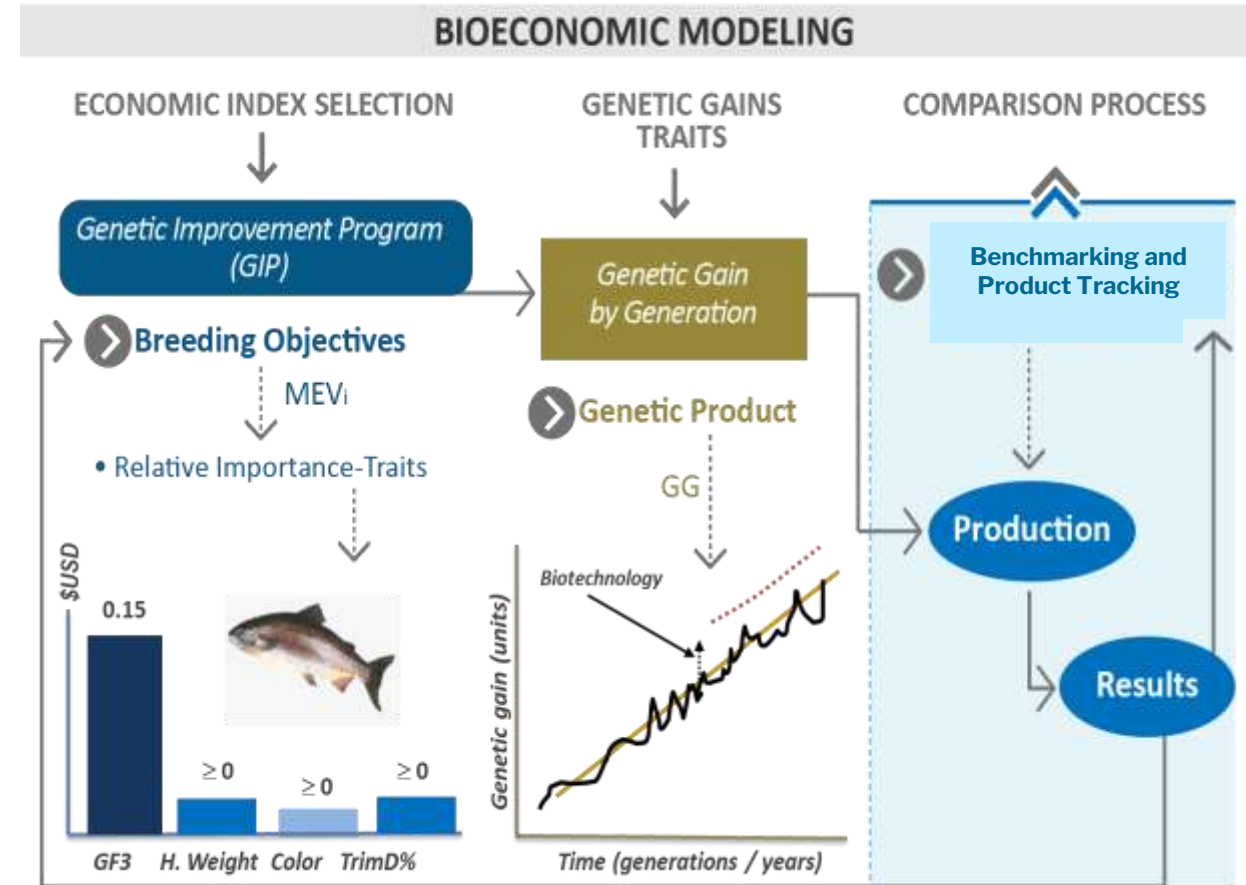 BIOECONOMIC MODELING
ECONOMIC INDEX SELECTION
Genetic Improvement Program
(GIP)
Breeding Objectives
MEVi
• Relative Importance-Traits
$USD
0.15
≥ 0
≥ 0
≥ 0
GF3 H. Weight Color TrimD%
GENETIC GAINS
TRAITS
Genetic Gain
by Generation
Genetic Product
GG
Biotechnology
Genetic gain (units)
Time (generations / years)
COMPARISON PROCESS
Benchmarking and
Product Tracking
Production
Results